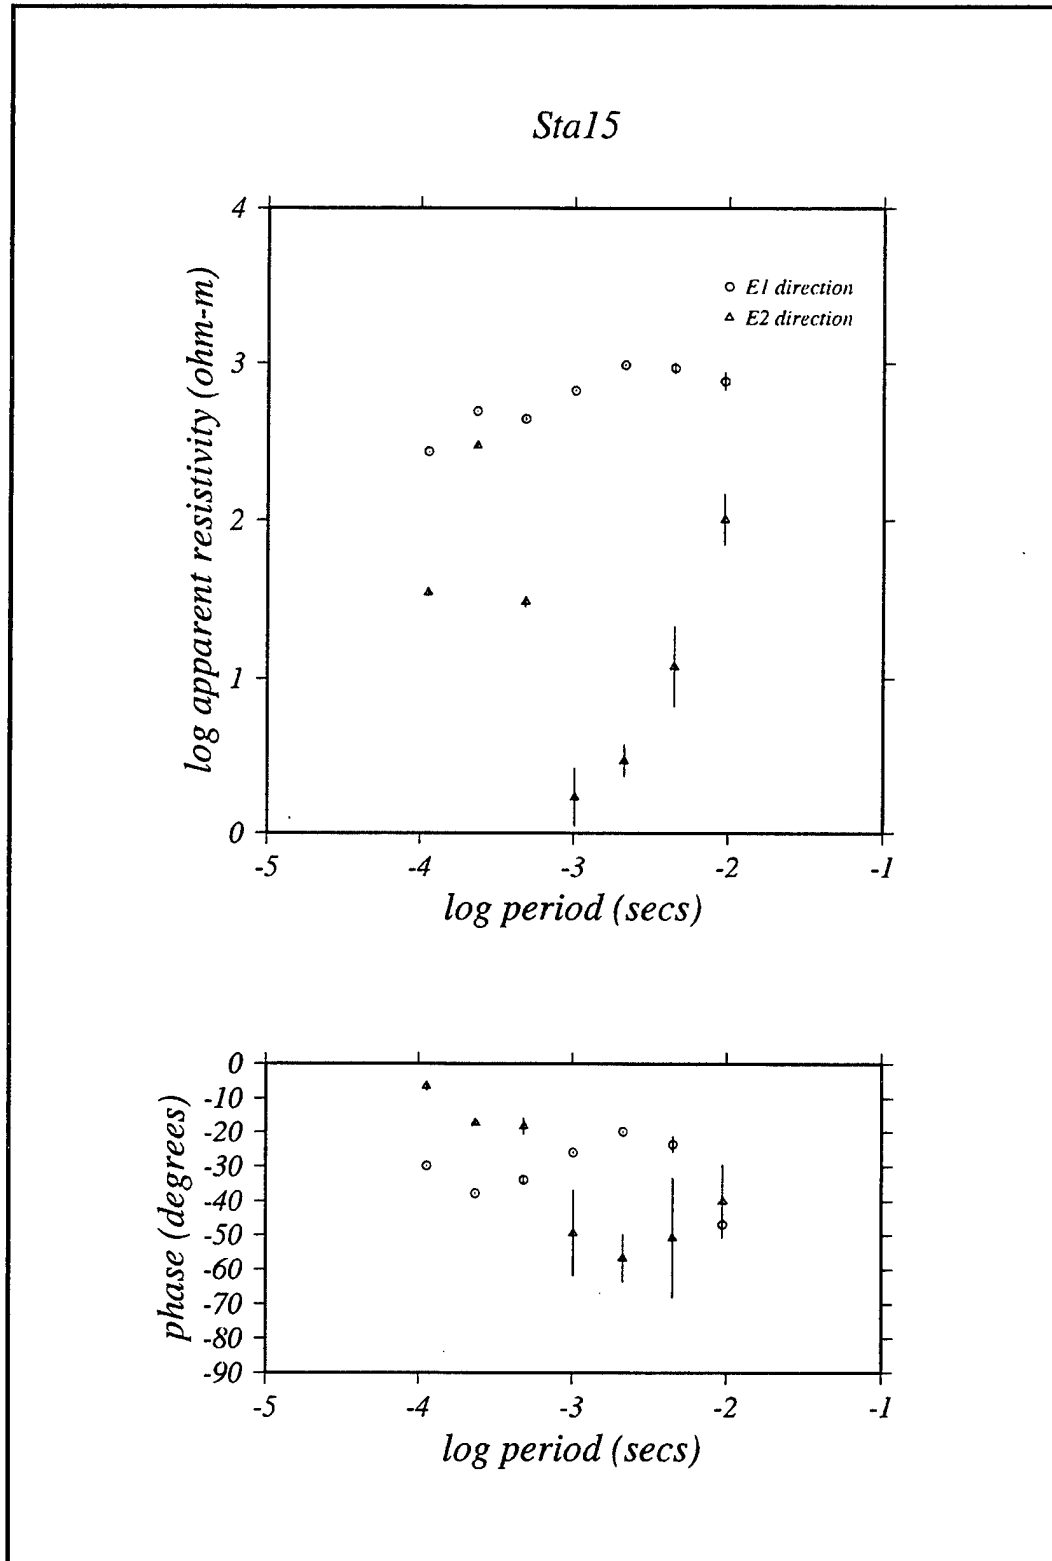 Sta15
4
3
2
1
0
log apparent resistivity (ohm-m)
E1 direction
E2 direction
-5 -4 -3 -2 -1
log period (secs)
0
-10
-20
-30
-40
-50
-60
-70
-80
-90
phase (degrees)
-5 -4 -3 -2 -1
log period (secs)